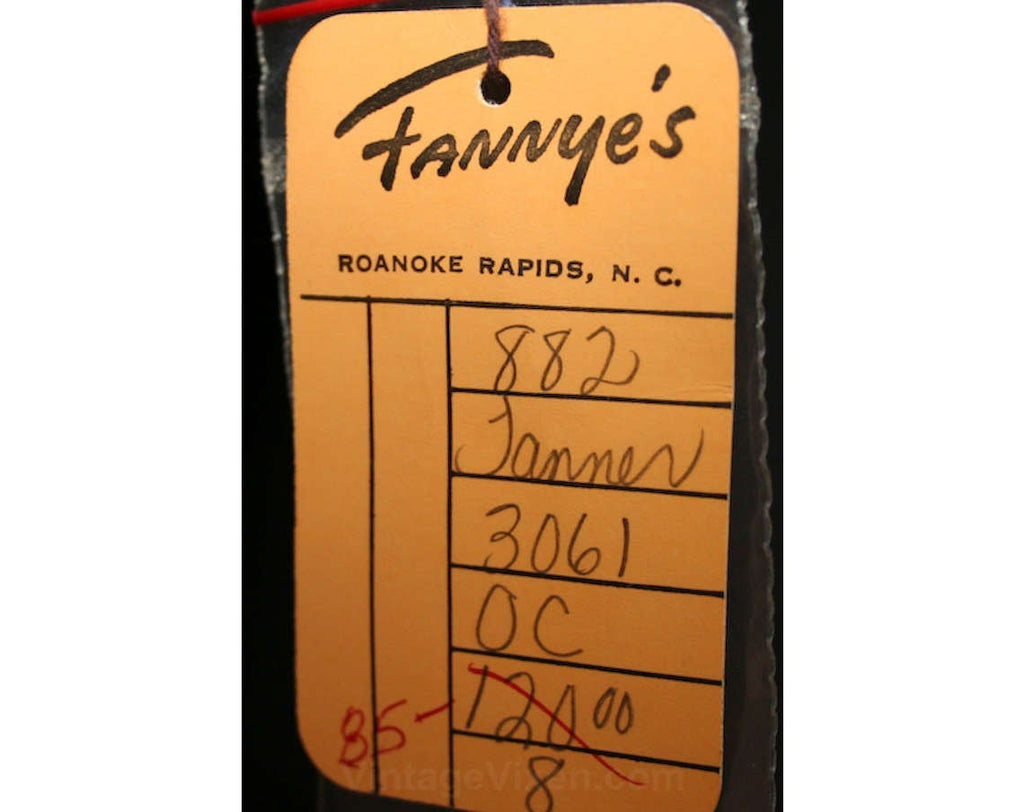 Fannye's
ROANOKE RAPIDS, N. C.
882
Tanner
3061
OC
120 00
85-
8
VintageVixen.com